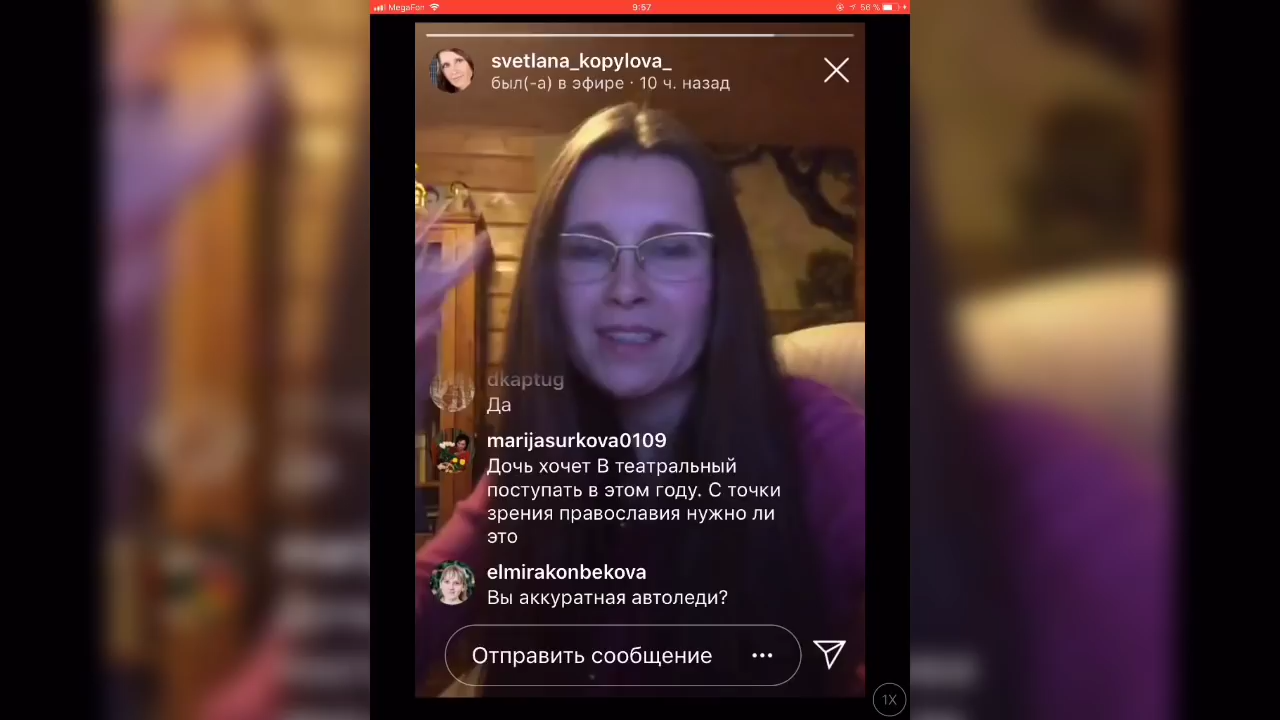 MegaFon
9:57
56 %
svetlana_kopylova_
был(-а) в эфире · 10 ч. назад
dkaptug
Да
marijasurkova0109
Дочь хочет В театральный
поступать в этом году. С точки
зрения православия нужно ли
это
elmirakonbekova
Вы аккуратная автоледи?
Отправить сообщение
1X